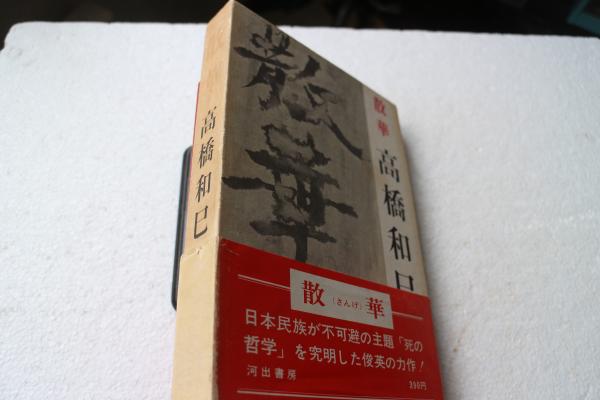 高橋和巳
散華
散華
高橋和巳
散（さんげ）華
日本民族が不可避の主題「死の
哲学」を究明した俊英の力作！
河出書房
390円